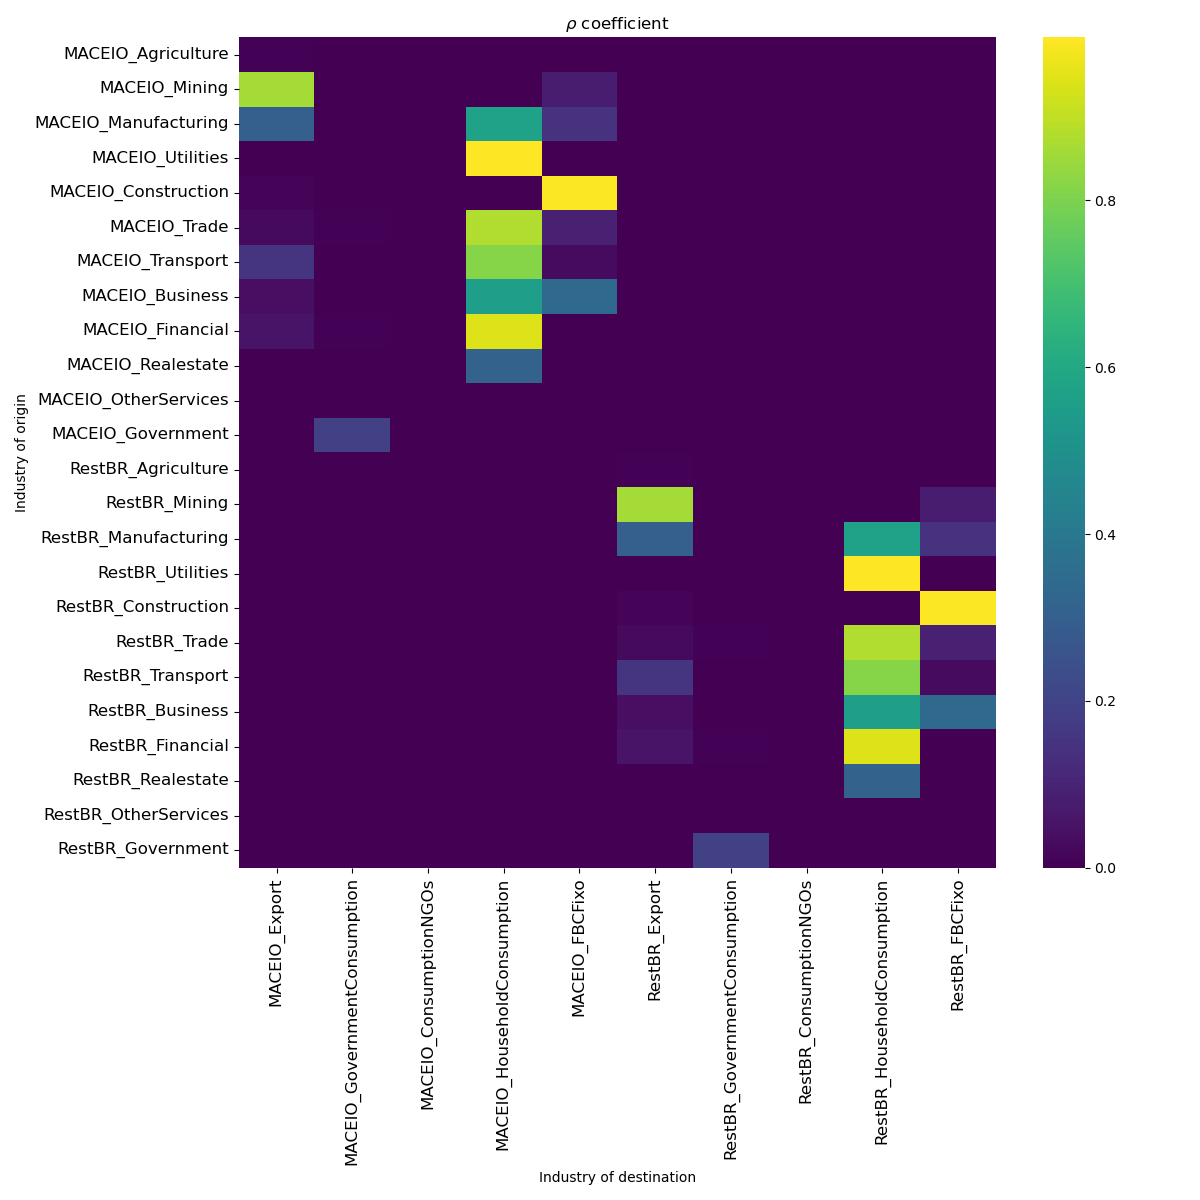 ρ coefficient
MACEIO_Agriculture
MACEIO_Mining
MACEIO_Manufacturing
MACEIO_Utilities
MACEIO_Construction
MACEIO_Trade
MACEIO_Transport
MACEIO_Business
MACEIO_Financial
MACEIO_Realestate
MACEIO_OtherServices
MACEIO_Government
RestBR_Agriculture
RestBR_Mining
RestBR_Manufacturing
RestBR_Utilities
RestBR_Construction
RestBR_Trade
RestBR_Transport
RestBR_Business
RestBR_Financial
RestBR_Realestate
RestBR_OtherServices
RestBR_Government
Industry of origin
MACEIO_Export
MACEIO_GovernmentConsumption
MACEIO_ConsumptionNGOs
MACEIO_HouseholdConsumption
MACEIO_FBCFixo
RestBR_Export
RestBR_GovernmentConsumption
RestBR_ConsumptionNGOs
RestBR_HouseholdConsumption
RestBR_FBCFixo
Industry of destination
0.8
0.6
0.4
0.2
0.0